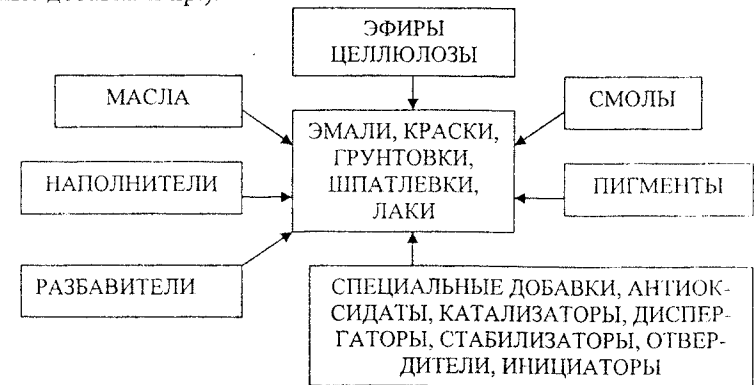 ЭФИРЫ
ЦЕЛЛЮЛОЗЫ
МАСЛА
СМОЛЫ
ЭМАЛИ, КРАСКИ,
ГРУНТОВКИ,
ШПАТЛЕВКИ,
ЛАКИ
НАПОЛНИТЕЛИ
ПИГМЕНТЫ
РАЗБАВИТЕЛИ
СПЕЦИАЛЬНЫЕ ДОБАВКИ, АНТИОК-
СИДАТЫ, КАТАЛИЗАТОРЫ, ДИСПЕР-
ГАТОРЫ, СТАБИЛИЗАТОРЫ, ОТВЕР-
ДИТЕЛИ, ИНИЦИАТОРЫ